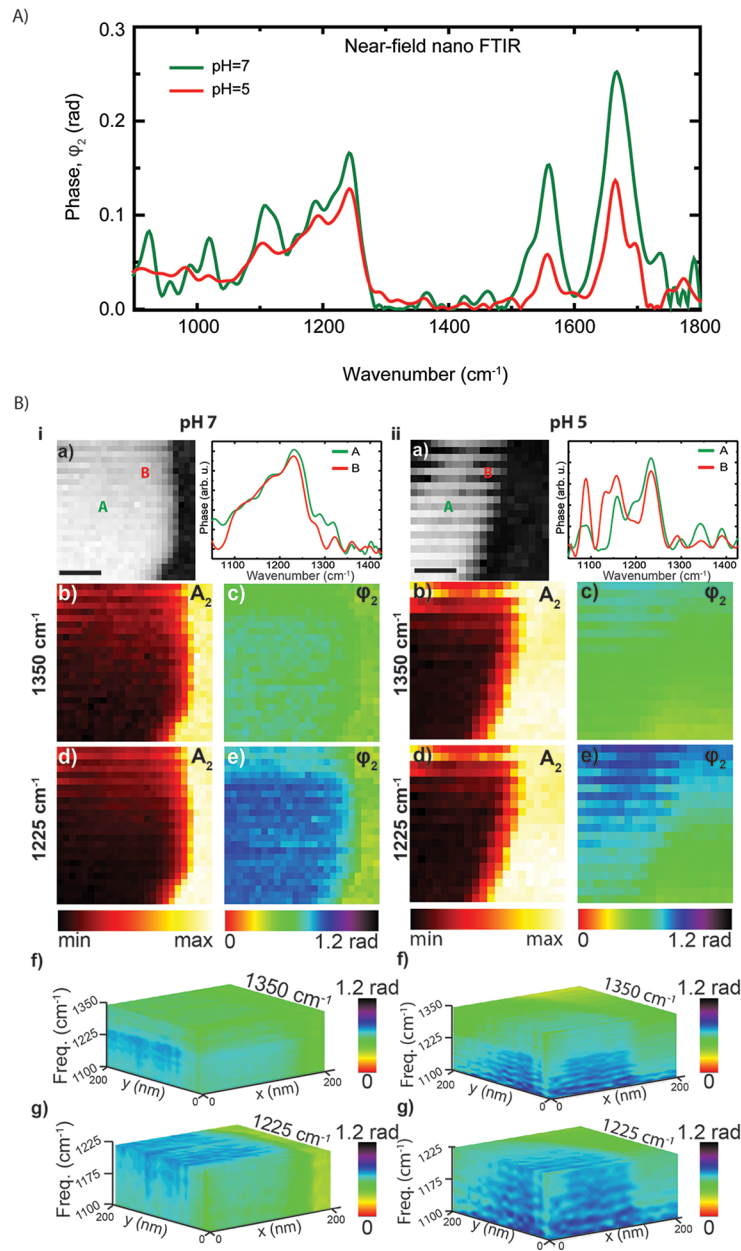 A)
Near-field nano FTIR
pH=7
pH=5
Phase, φ2 (rad)
0.3
0.2
0.1
0.0
1000 1200 1400 1600 1800
Wavenumber (cm-1)
B)
pH 7
pH 5
i
a)
A
B
Phase (arb. u.)
A
B
1100 1200 1300 1400
Wavenumber (cm-1)
ii
a)
A
B
Phase (arb. u.)
A
B
1100 1200 1300 1400
Wavenumber (cm-1)
1350 cm-1
b) A2
c) φ2
1350 cm-1
b) A2
c) φ2
1225 cm-1
d) A2
e) φ2
1225 cm-1
d) A2
e) φ2
min max
0 1.2 rad
min max
0 1.2 rad
f)
1350 cm-1
1.2 rad
0
Freq. (cm-1)
1350
1225
1100
200
y (nm)
0 0
x (nm)
200
f)
1350 cm-1
1.2 rad
0
Freq. (cm-1)
1350
1225
1100
200
y (nm)
0 0
x (nm)
200
g)
1225 cm-1
1.2 rad
0
Freq. (cm-1)
1225
1175
1100
200
y (nm)
0 0
x (nm)
200
g)
1225 cm-1
1.2 rad
0
Freq. (cm-1)
1225
1175
1100
200
y (nm)
0 0
x (nm)
200